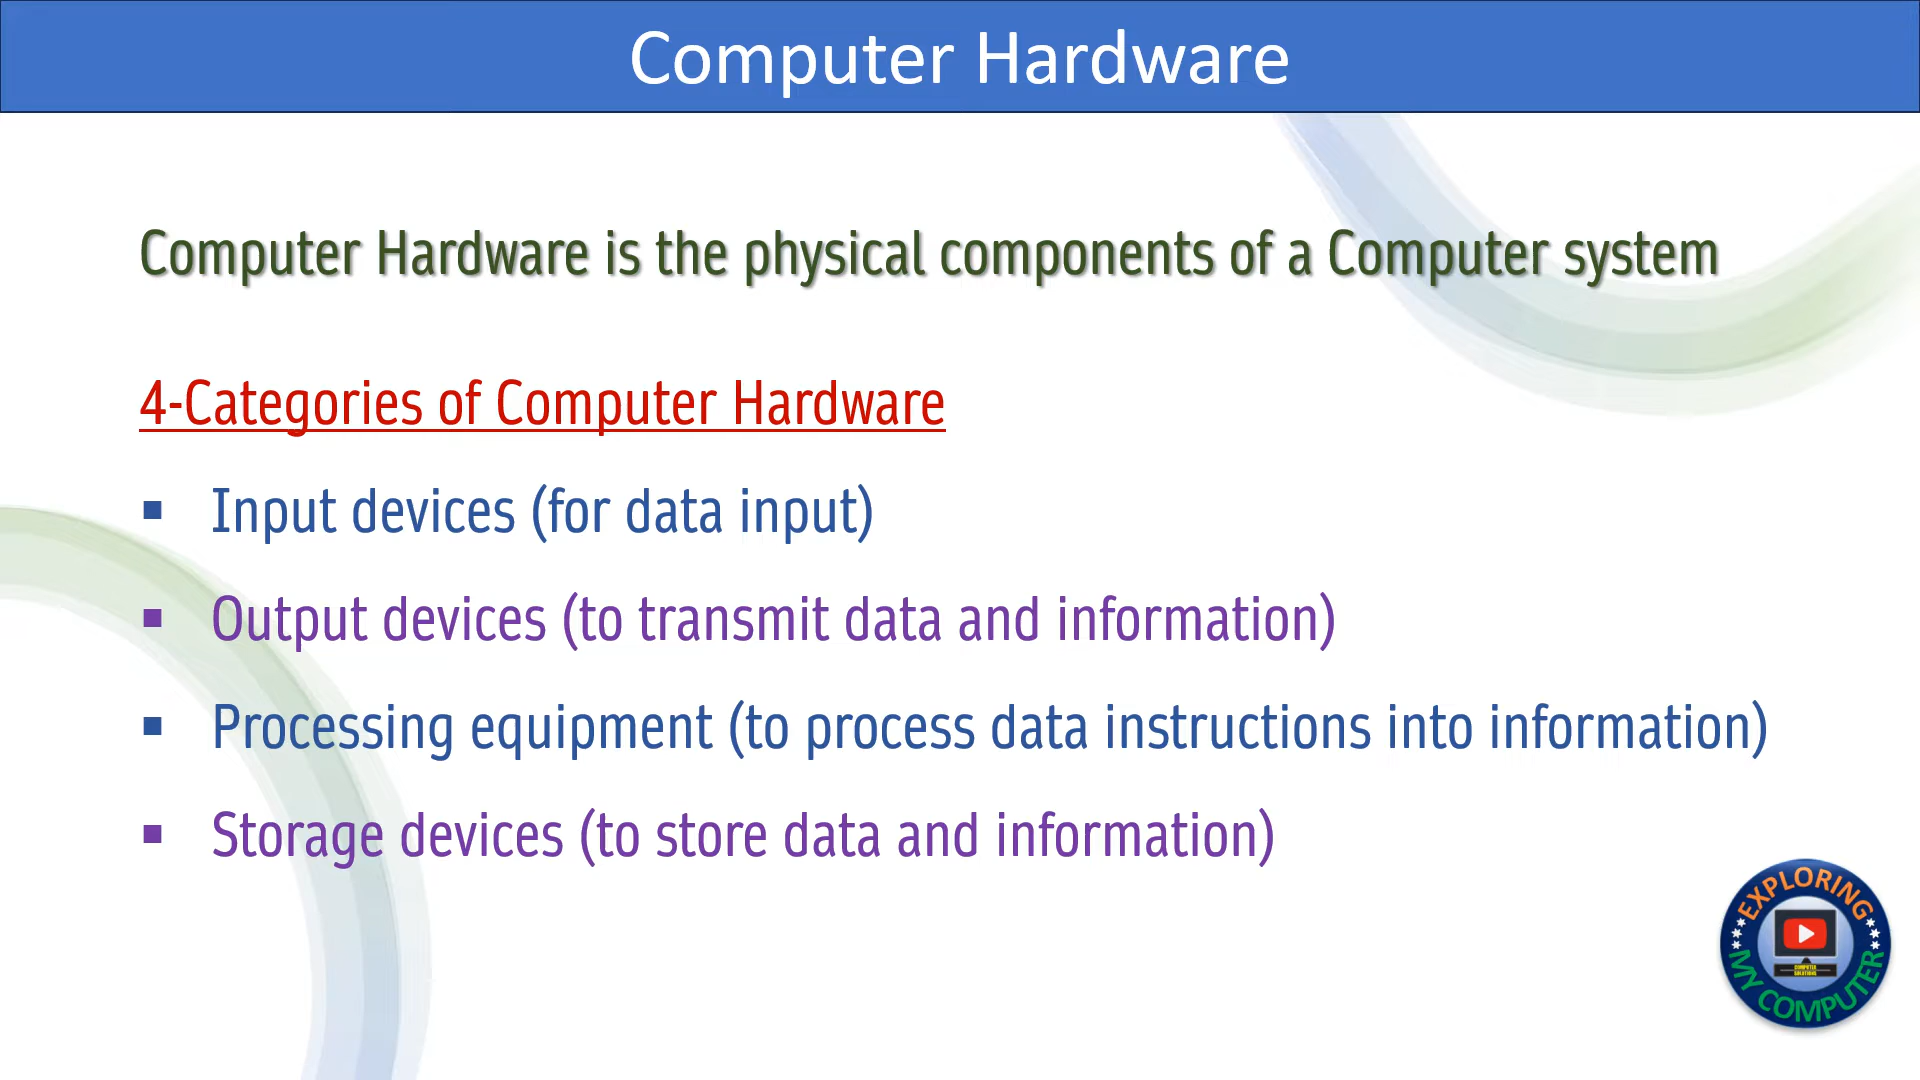 Computer Hardware
Computer Hardware is the physical components of a Computer system
4-Categories of Computer Hardware
▪ Input devices (for data input)
▪ Output devices (to transmit data and information)
▪ Processing equipment (to process data instructions into information)
▪ Storage devices (to store data and information)
EXPLORING
COMPUTER
SOLUTIONS
MY COMPUTER